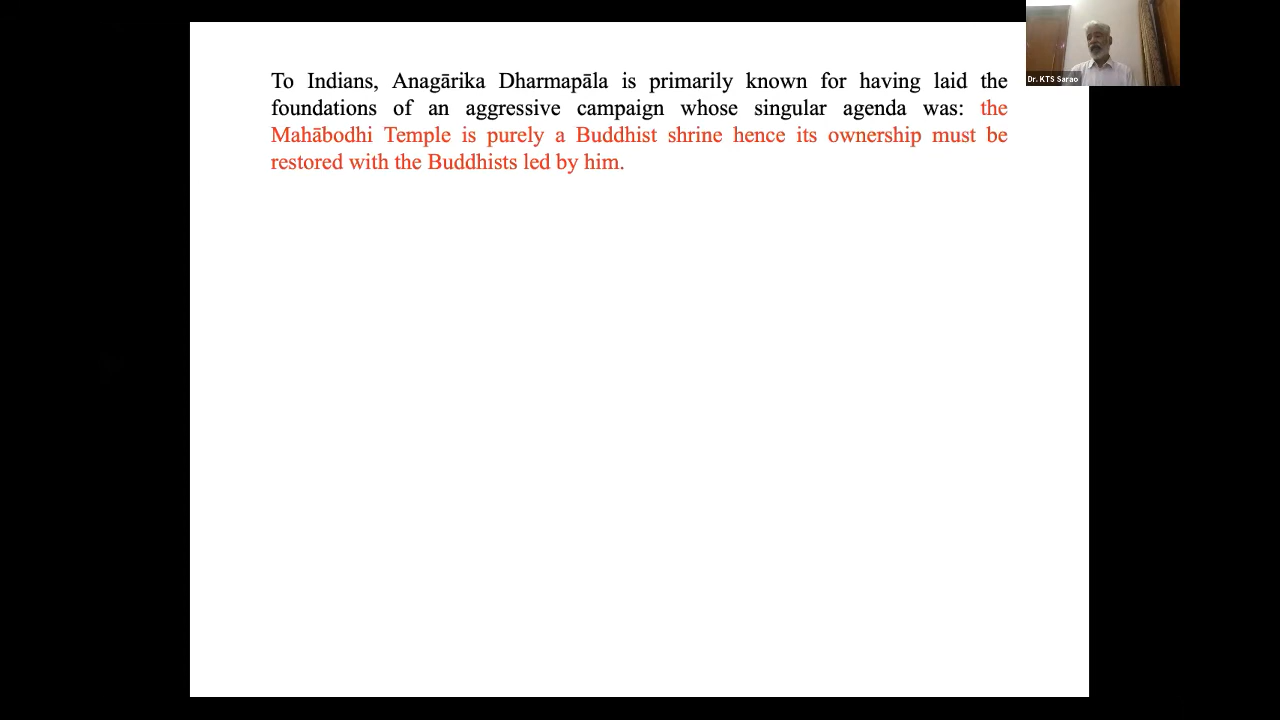 To Indians, Anagārika Dharmapāla is primarily known for having laid the
foundations of an aggressive campaign whose singular agenda was: the
Mahābodhi Temple is purely a Buddhist shrine hence its ownership must be
restored with the Buddhists led by him.
Dr. KTS Sarao